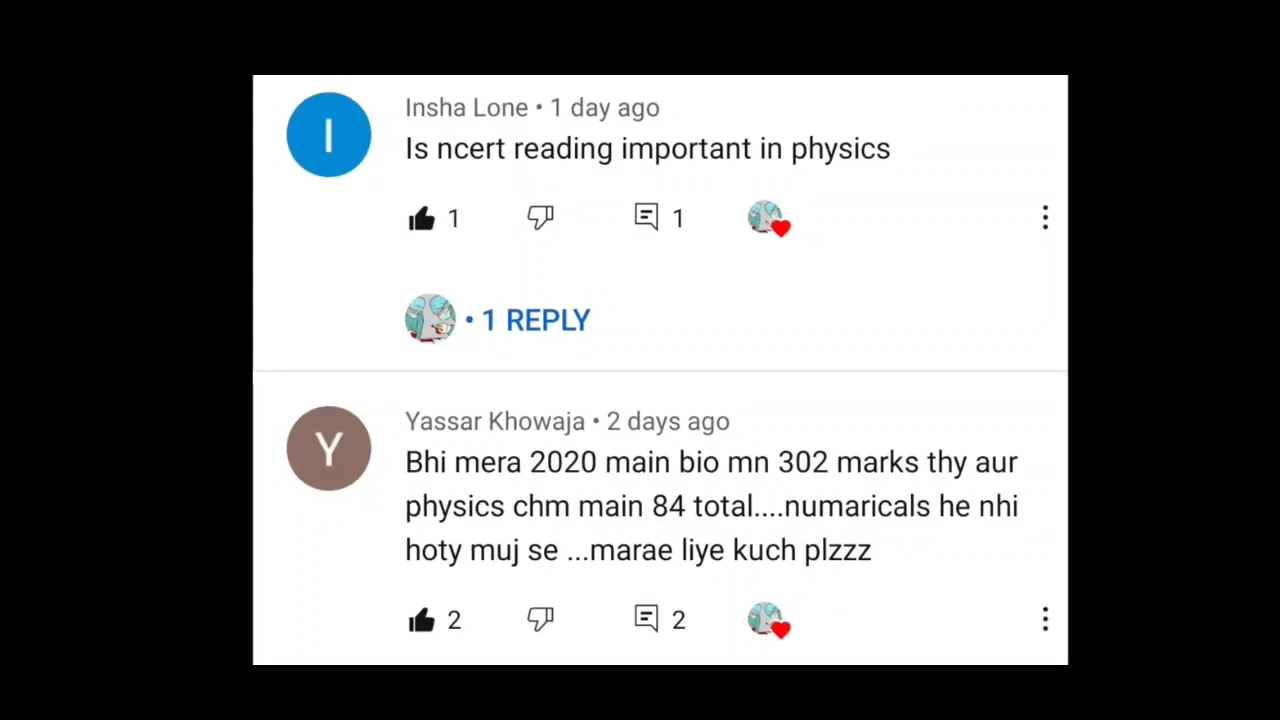 I
Insha Lone • 1 day ago
Is ncert reading important in physics
1 1
• 1 REPLY
Y
Yassar Khowaja • 2 days ago
Bhi mera 2020 main bio mn 302 marks thy aur
physics chm main 84 total....numaricals he nhi
hoty muj se ...marae liye kuch plzzz
2 2